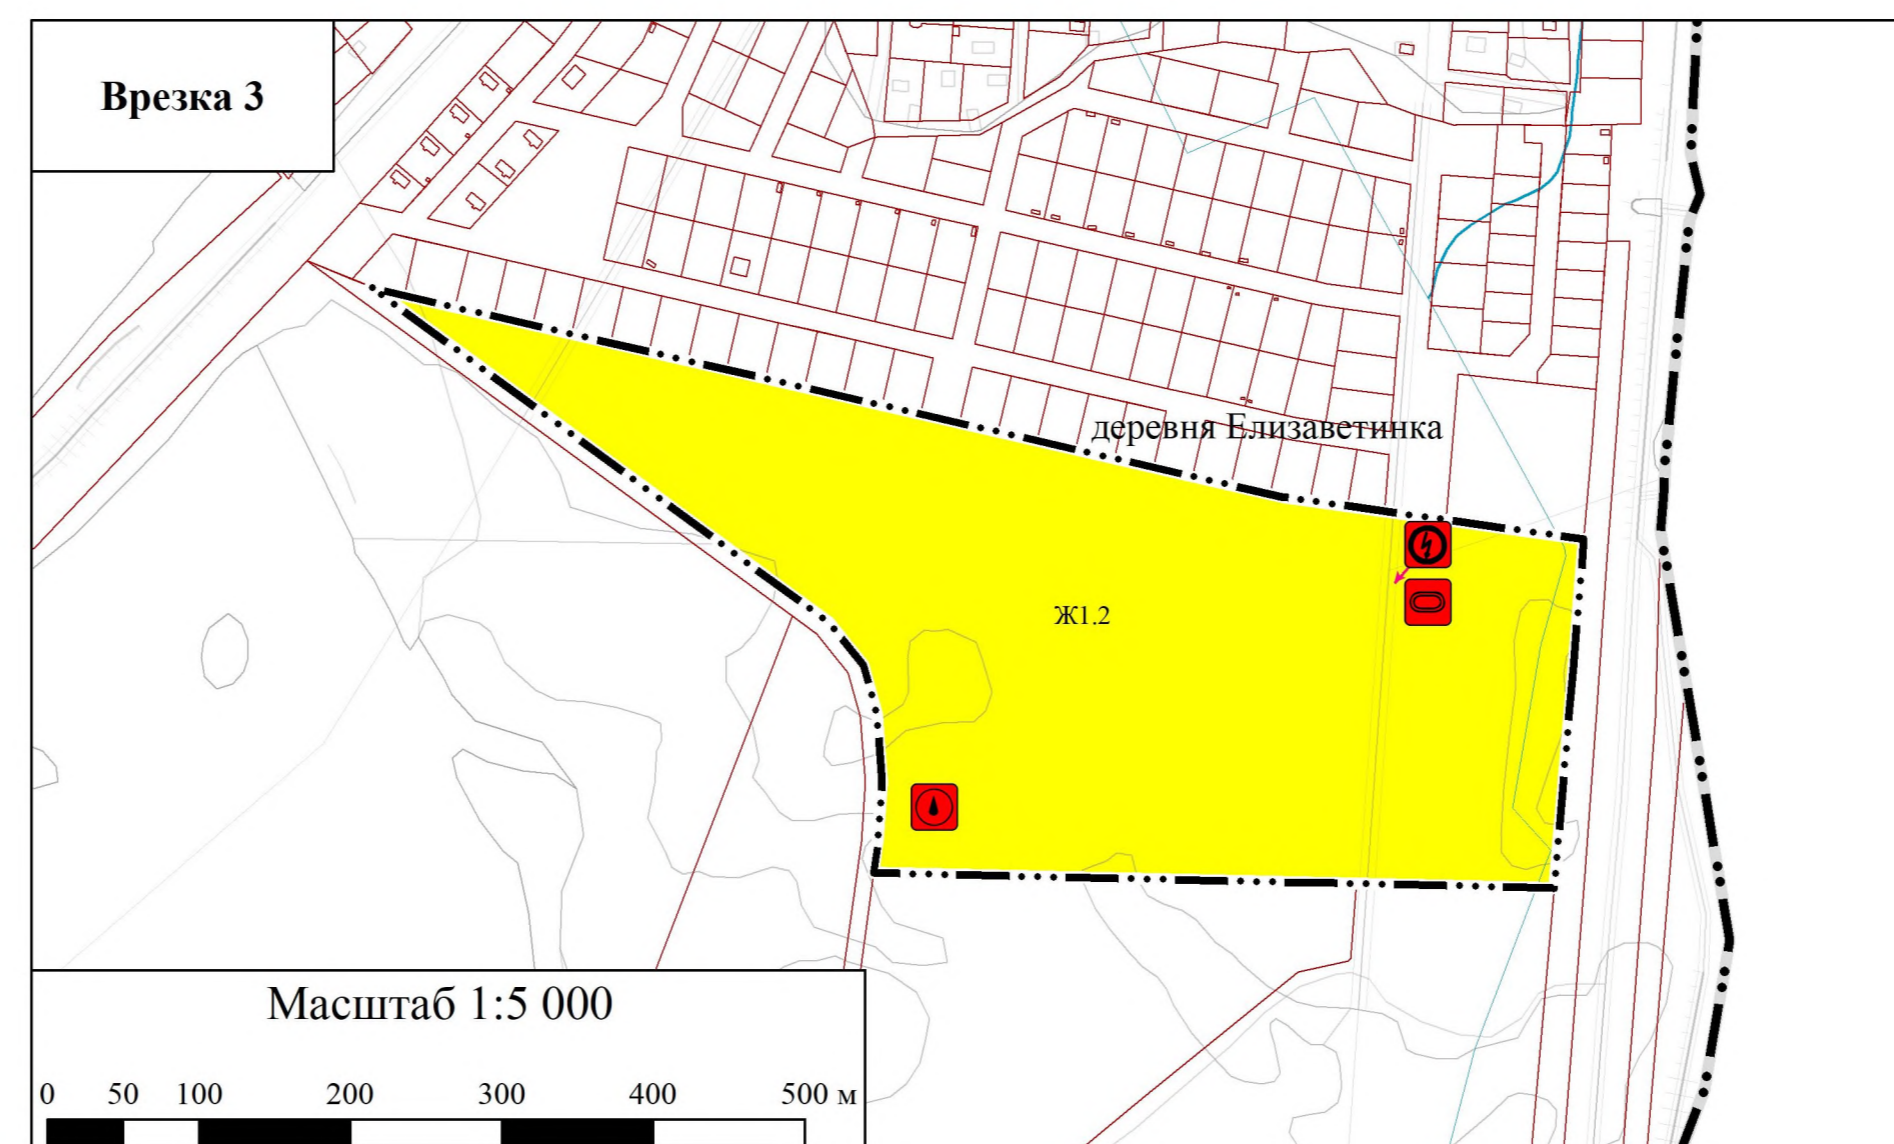 Врезка 3
деревня Елизаветинка
Ж1.2
Масштаб 1:5 000
0 50 100 200 300 400 500 м